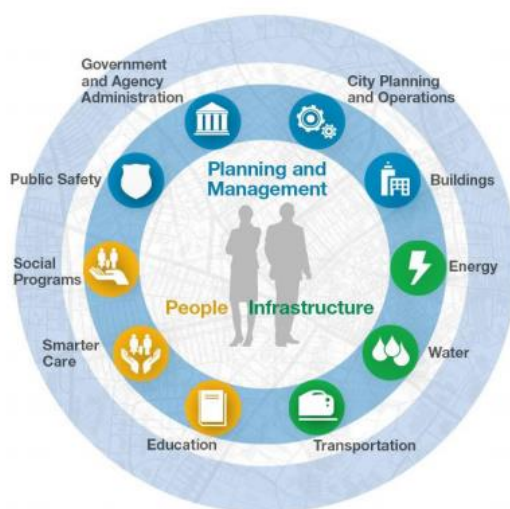 Government
and Agency
Administration
City Planning
and Operations
Public Safety
Planning and
Management
Buildings
Social
Programs
Energy
People
Infrastructure
Smarter
Care
Water
Education
Transportation